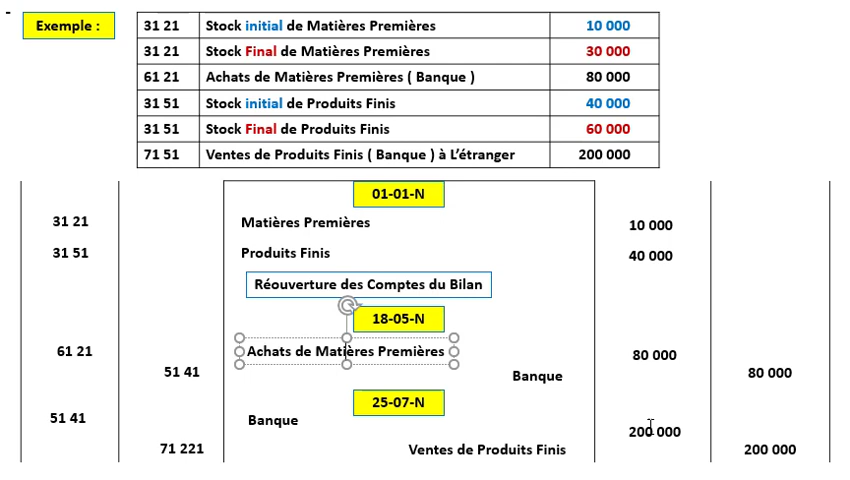 -
Exemple :
31 21 Stock initial de Matières Premières 10 000
31 21 Stock Final de Matières Premières 30 000
61 21 Achats de Matières Premières ( Banque ) 80 000
31 51 Stock initial de Produits Finis 40 000
31 51 Stock Final de Produits Finis 60 000
71 51 Ventes de Produits Finis ( Banque ) à L’étranger 200 000
01-01-N
31 21 Matières Premières 10 000
31 51 Produits Finis 40 000
Réouverture des Comptes du Bilan
18-05-N
61 21 Achats de Matières Premières 80 000
51 41 Banque 80 000
25-07-N
51 41 Banque 200 000
71 221 Ventes de Produits Finis 200 000